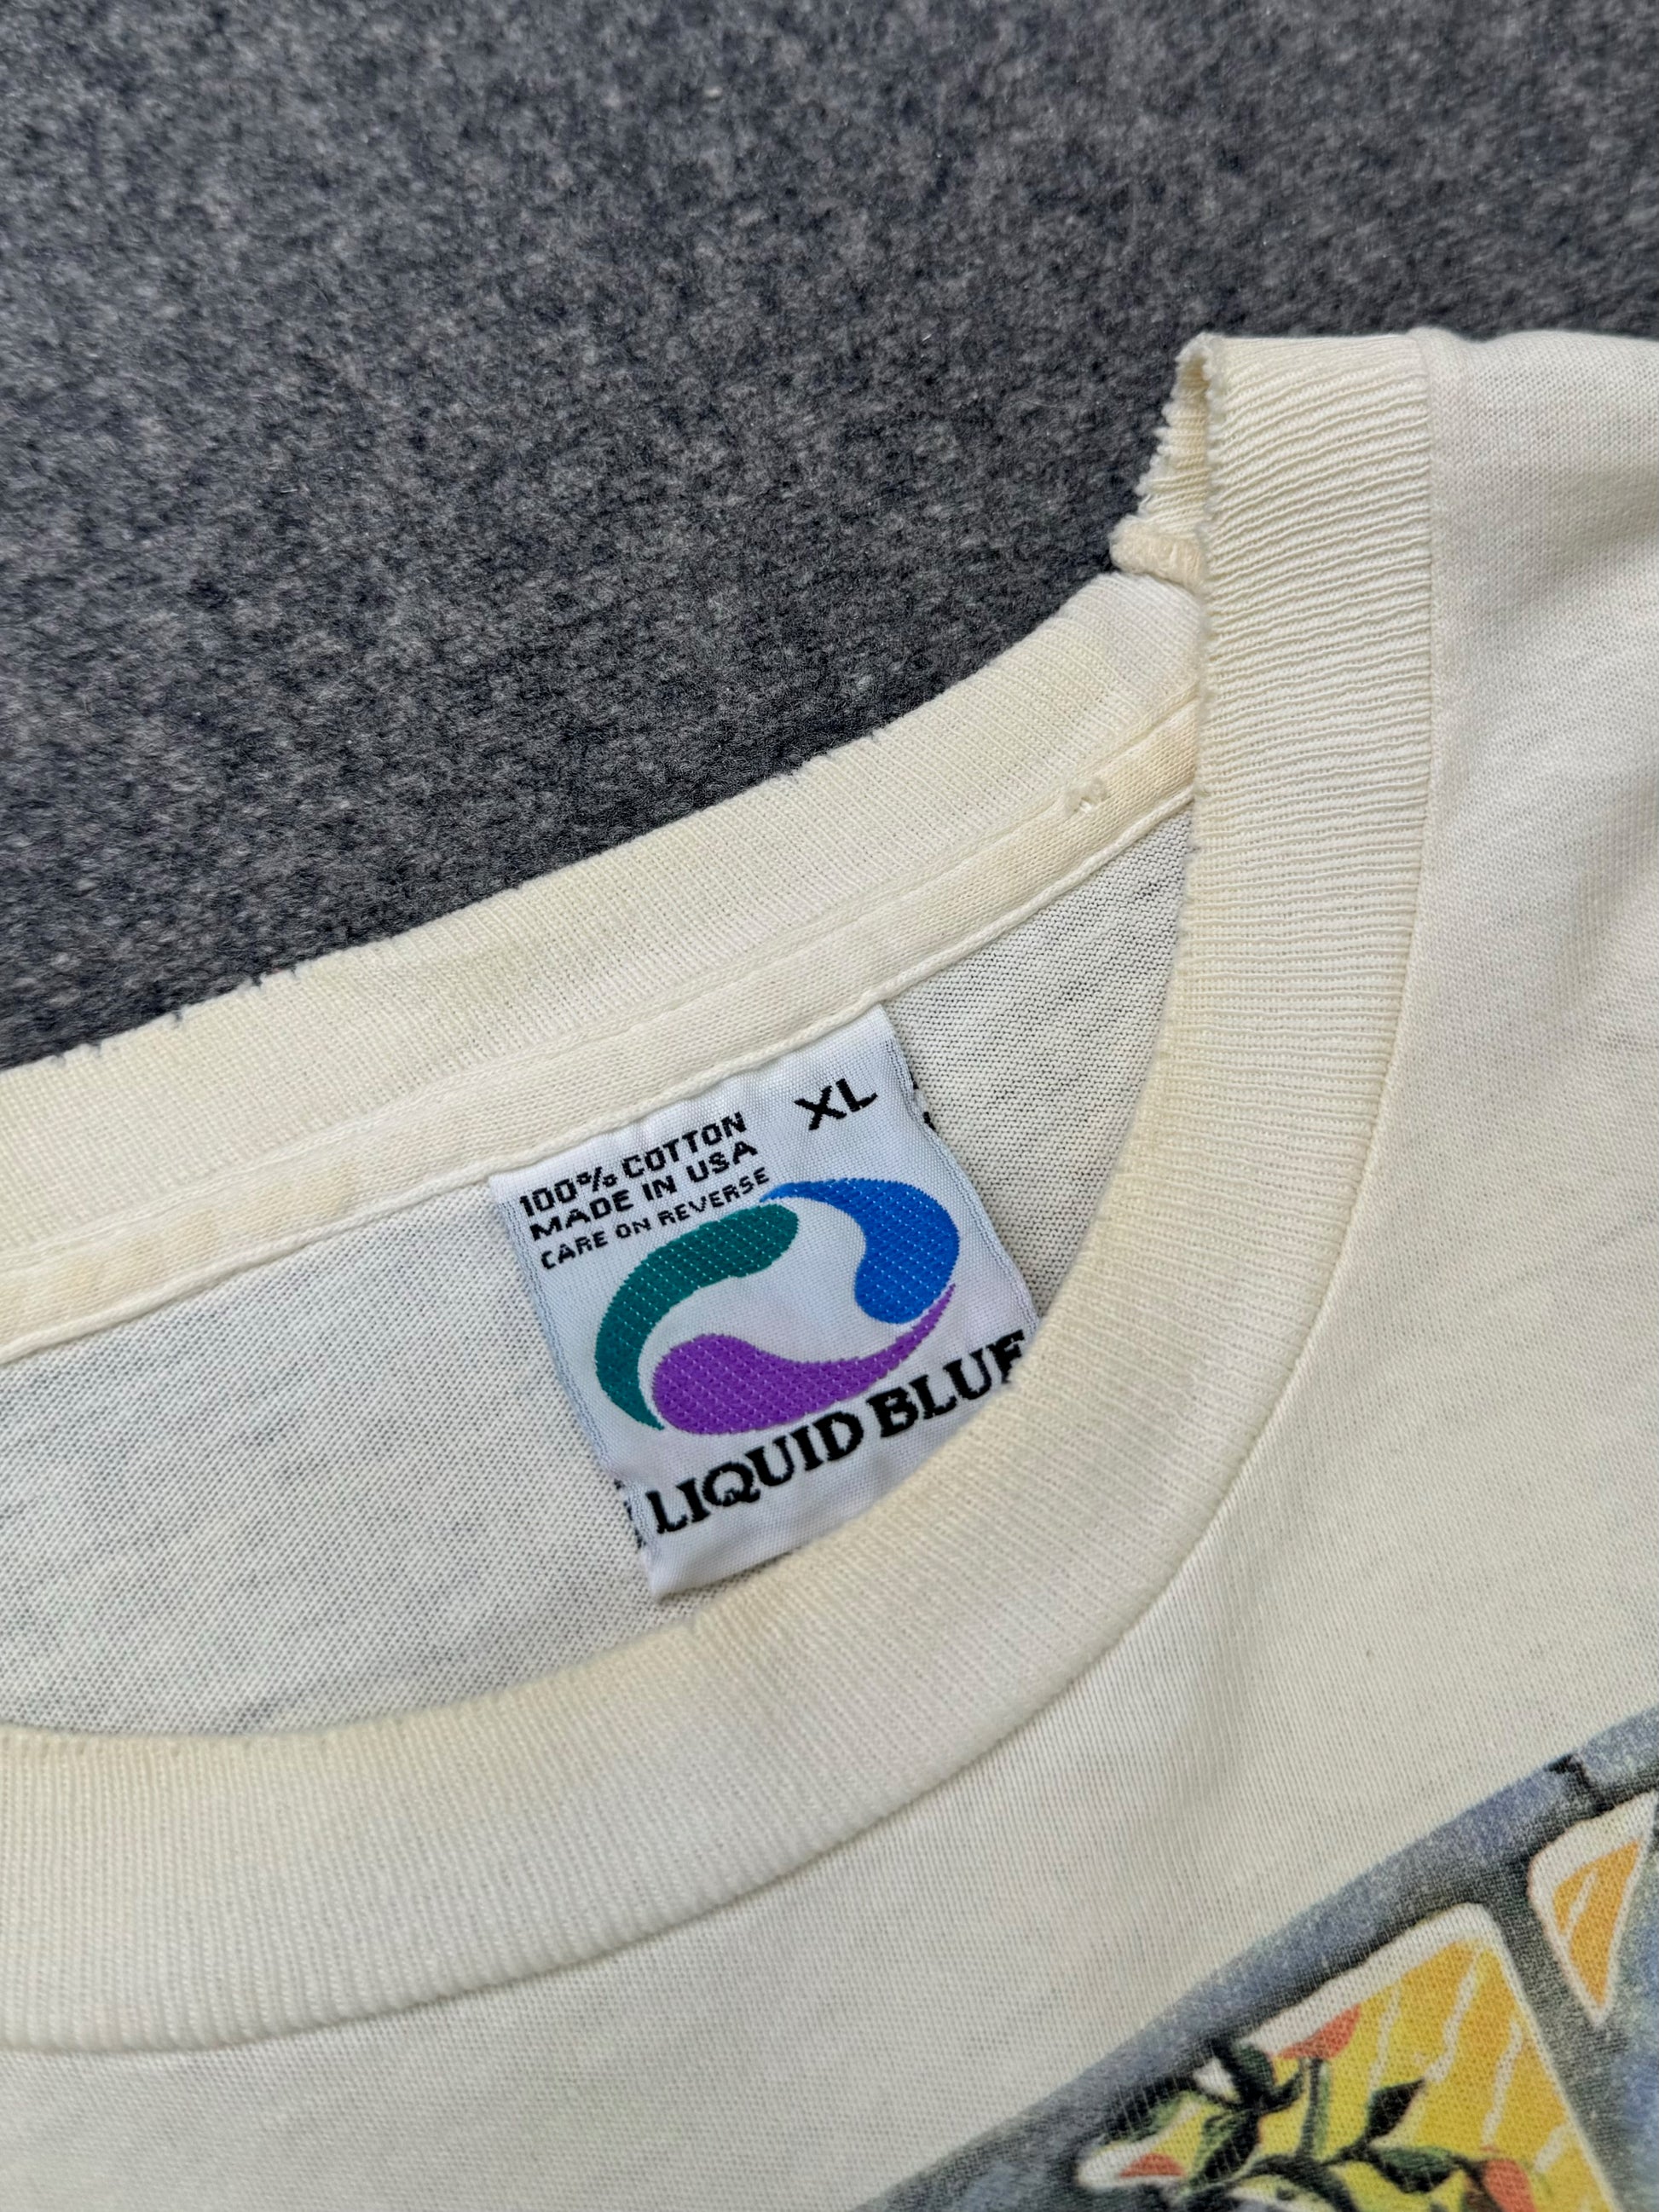 XL
100% COTTON
MADE IN USA
CARE ON REVERSE
LIQUID BLUE